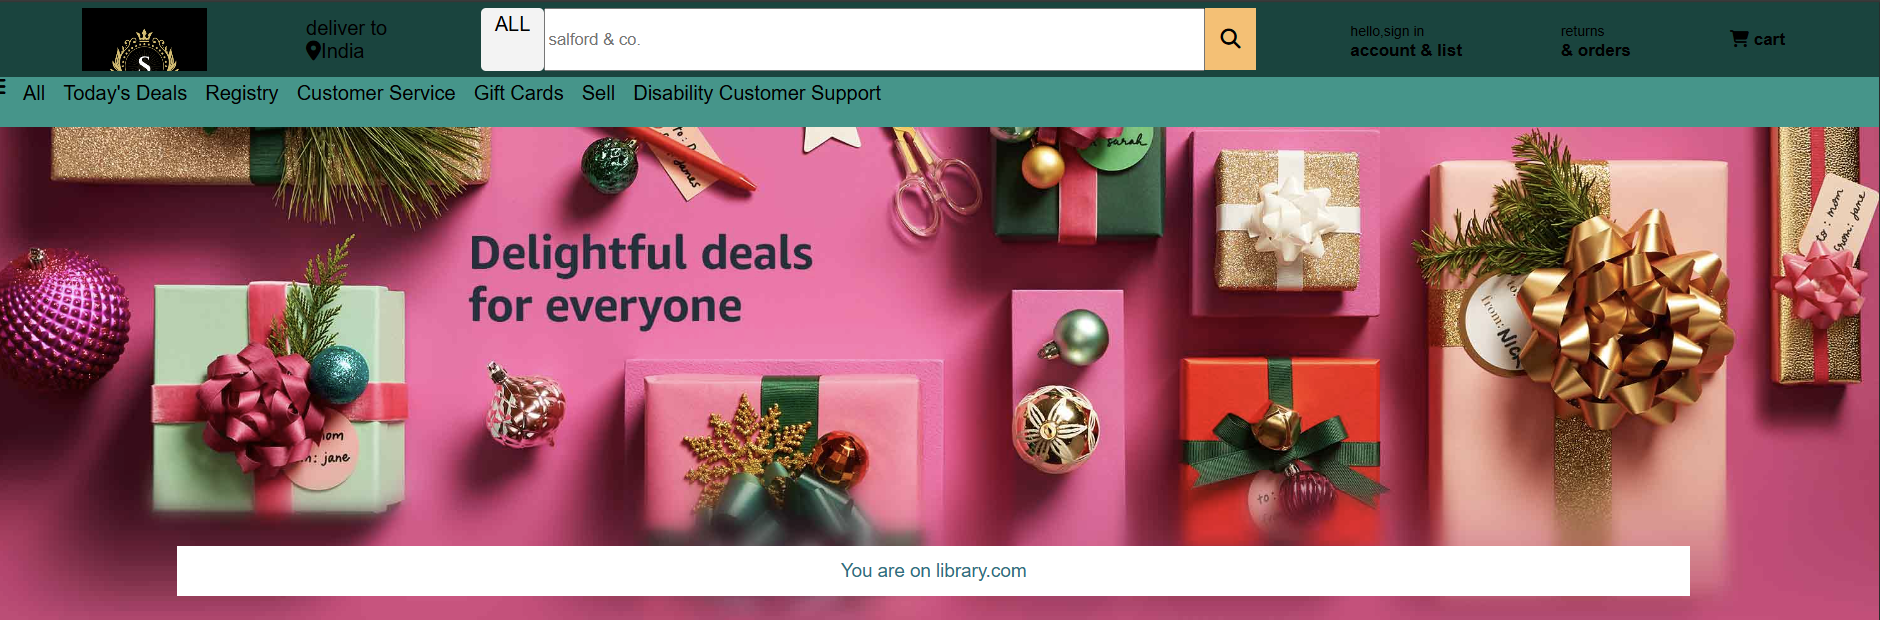 S
deliver to
India
ALL
salford & co.
hello,sign in
account & list
returns
& orders
cart
All Today's Deals Registry Customer Service Gift Cards Sell Disability Customer Support
James
sarah
to: mom
from: jane
Delightful deals
for everyone
to:
from:
mom
jane
to:
You are on library.com